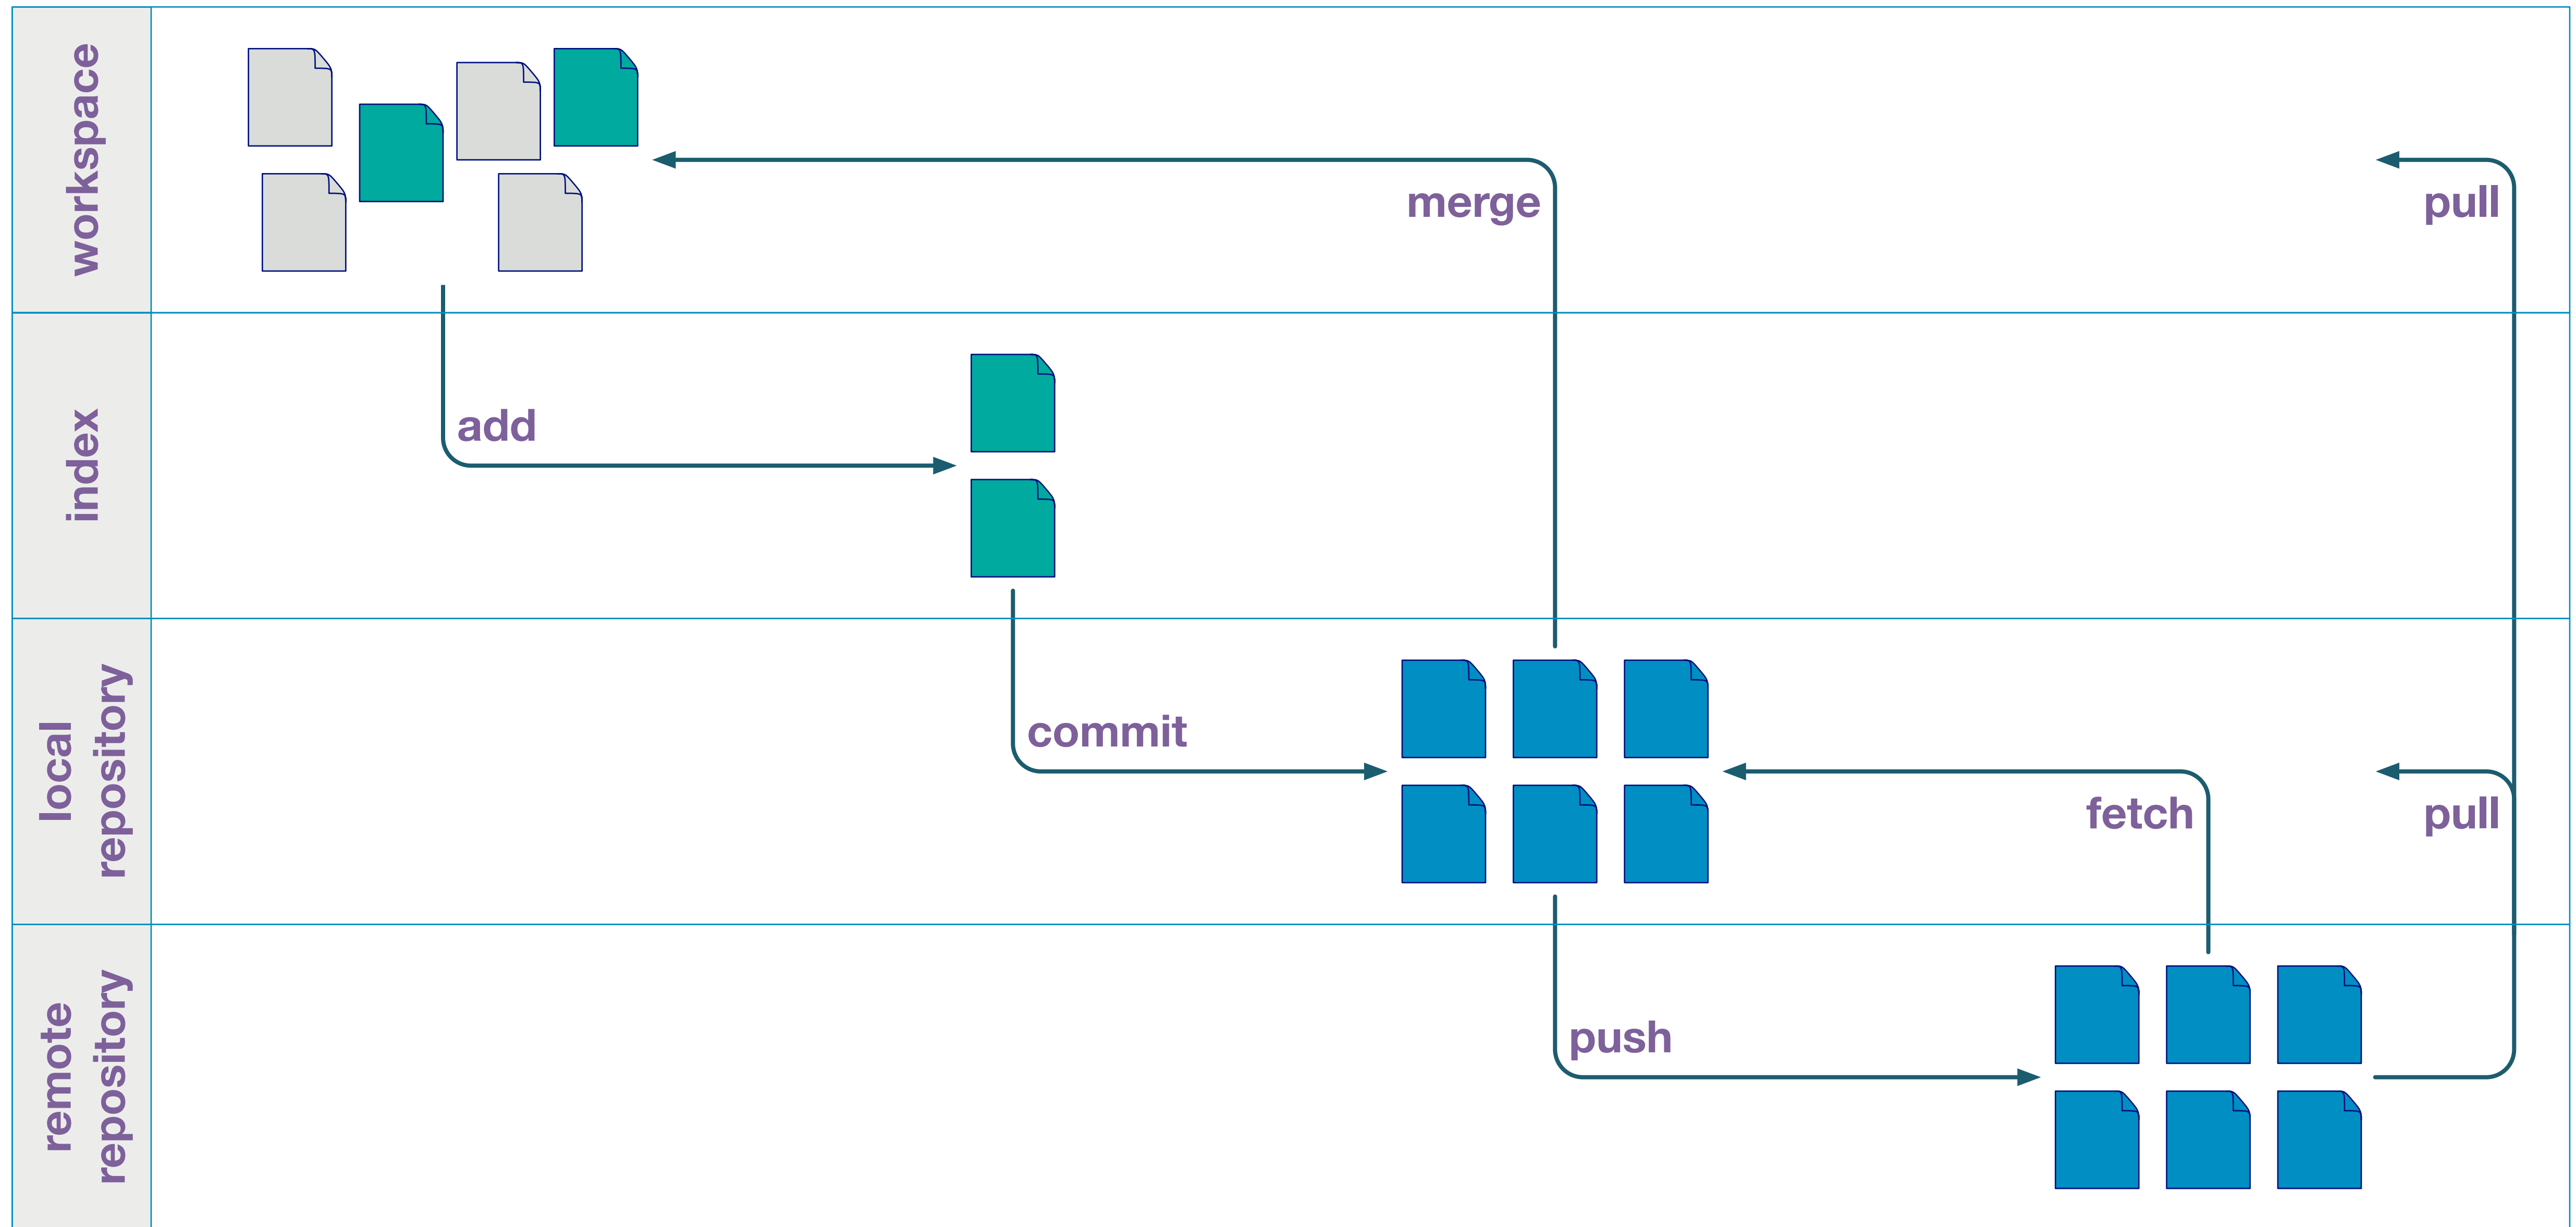 workspace
merge
pull
index
add
local
repository
commit
fetch
pull
remote
repository
push